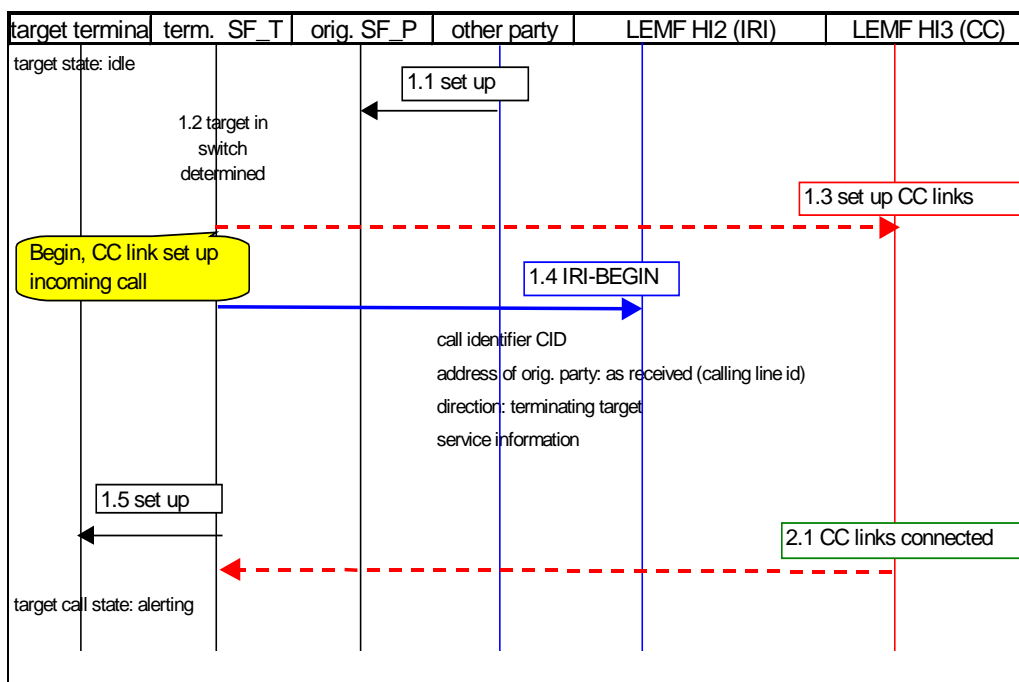 target termina term. SF_T orig. SF_P other party LEMF HI2 (IRI) LEMF HI3 (CC)
target state: idle
1.1 set up
1.2 target in
switch
determined
1.3 set up CC links
Begin, CC link set up
incoming call
1.4 IRI-BEGIN
call identifier CID
address of orig. party: as received (calling line id)
direction: terminating target
service information
1.5 set up
2.1 CC links connected
target call state: alerting